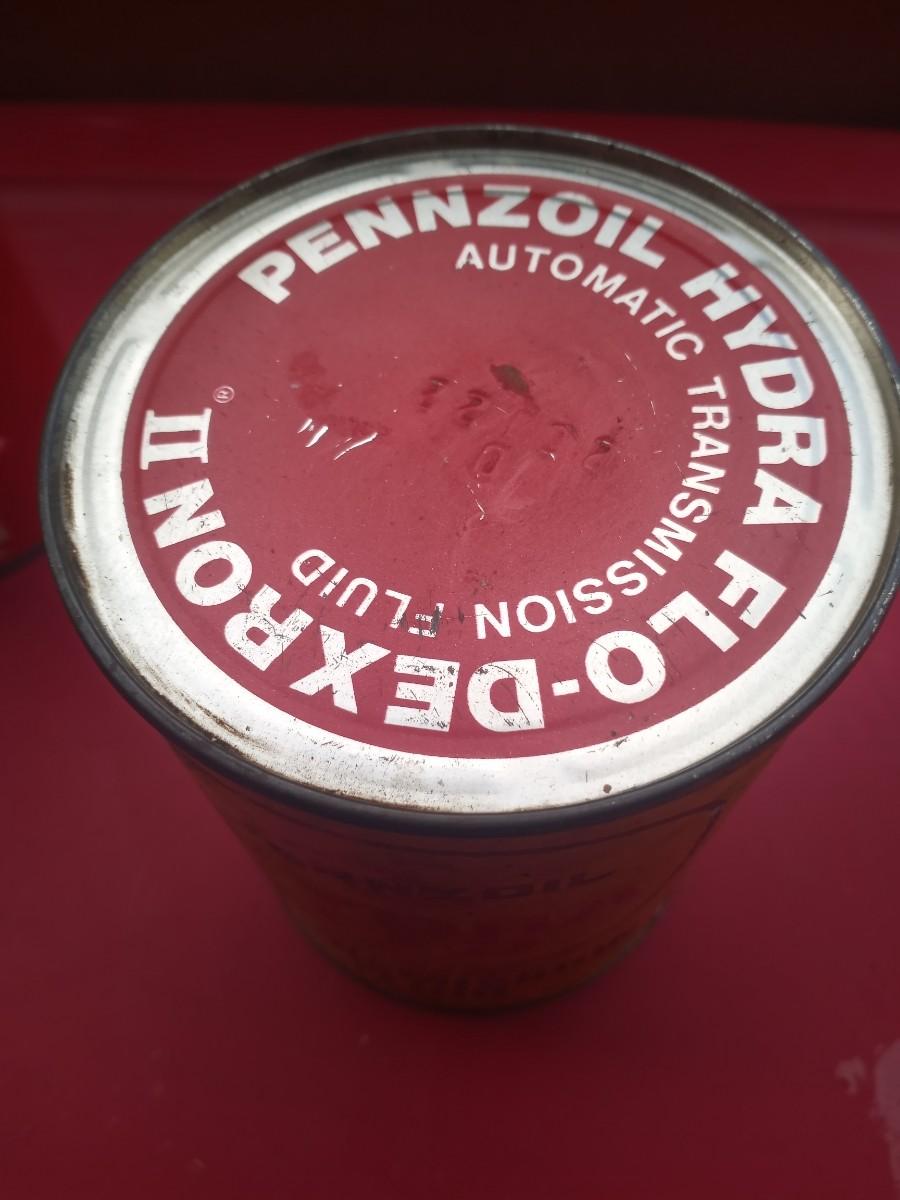 PENNZOIL HYDRA FLO-DEXRON II®
AUTOMATIC TRANSMISSION FLUID